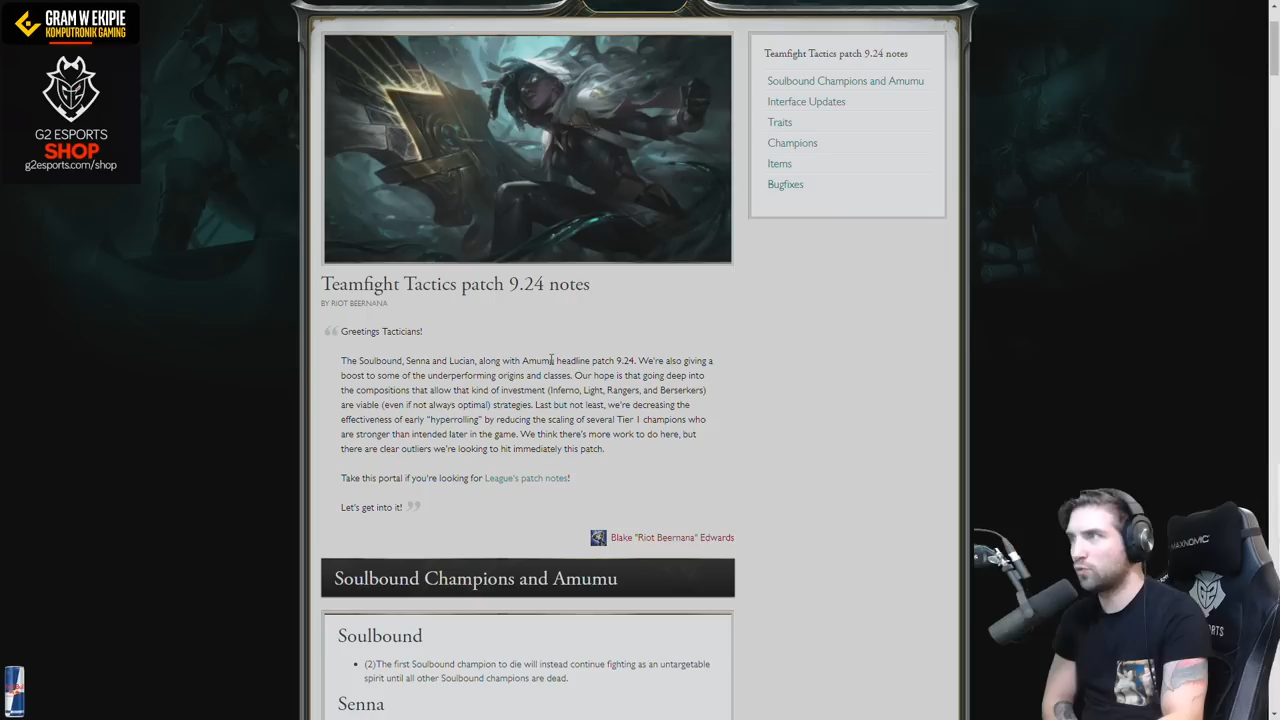 GRAM W EKIPIE
KOMPUTRONIK GAMING
G2 ESPORTS
SHOP
g2esports.com/shop
Teamfight Tactics patch 9.24 notes
Soulbound Champions and Amumu
Interface Updates
Traits
Champions
Items
Bugfixes
Teamfight Tactics patch 9.24 notes
BY RIOT BEERNANA
Greetings Tacticians!
The Soulbound, Senna and Lucian, along with Amumu headline patch 9.24. We're also giving a
boost to some of the underperforming origins and classes. Our hope is that going deep into
the compositions that allow that kind of investment (Inferno, Light, Rangers, and Berserkers)
are viable (even if not always optimal) strategies. Last but not least, we're decreasing the
effectiveness of early "hyperrolling" by reducing the scaling of several Tier 1 champions who
are stronger than intended later in the game. We think there's more work to do here, but
there are clear outliers we're looking to hit immediately this patch.
Take this portal if you're looking for League's patch notes!
Let's get into it!
Blake "Riot Beernana" Edwards
Soulbound Champions and Amumu
Soulbound
• (2)The first Soulbound champion to die will instead continue fighting as an untargetable
spirit until all other Soulbound champions are dead.
Senna
MAXNOMIC